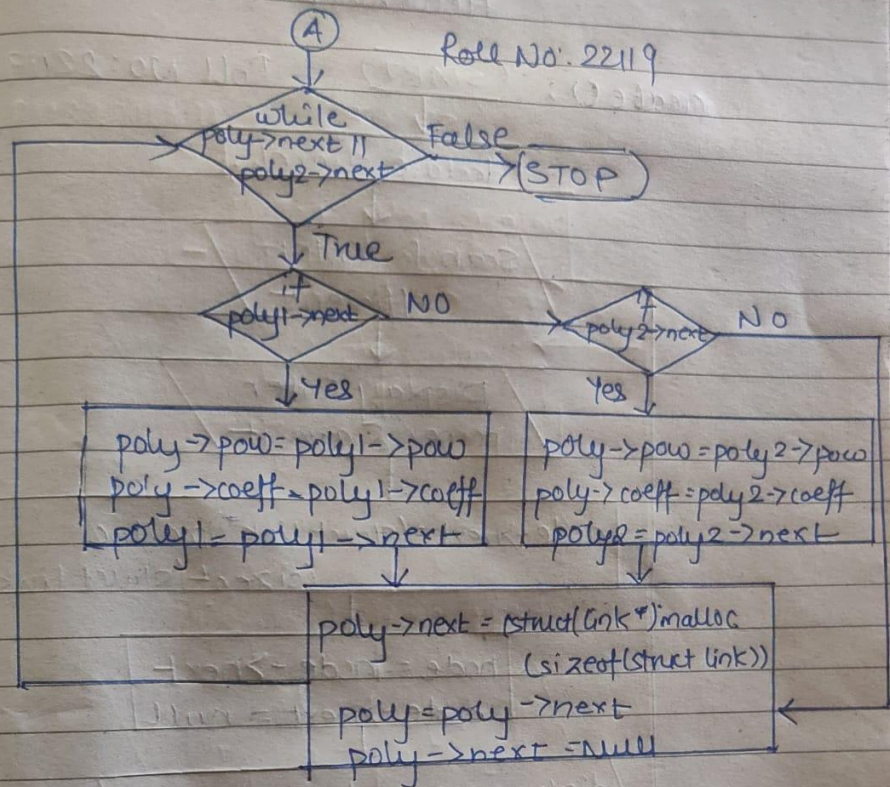 A
Roll No: 22119
while
poly->next ||
poly2->next
False
STOP
True
if
poly1->next
NO
if
poly2->next
NO
Yes
Yes
poly->pow=poly1->pow
poly->coeff=poly1->coeff
poly1=poly1->next
poly->pow=poly2->pow
poly->coeff=poly2->coeff
poly2=poly2->next
poly->next = (struct(link*)malloc
(sizeof(struct link))
poly=poly->next
poly->next =Null